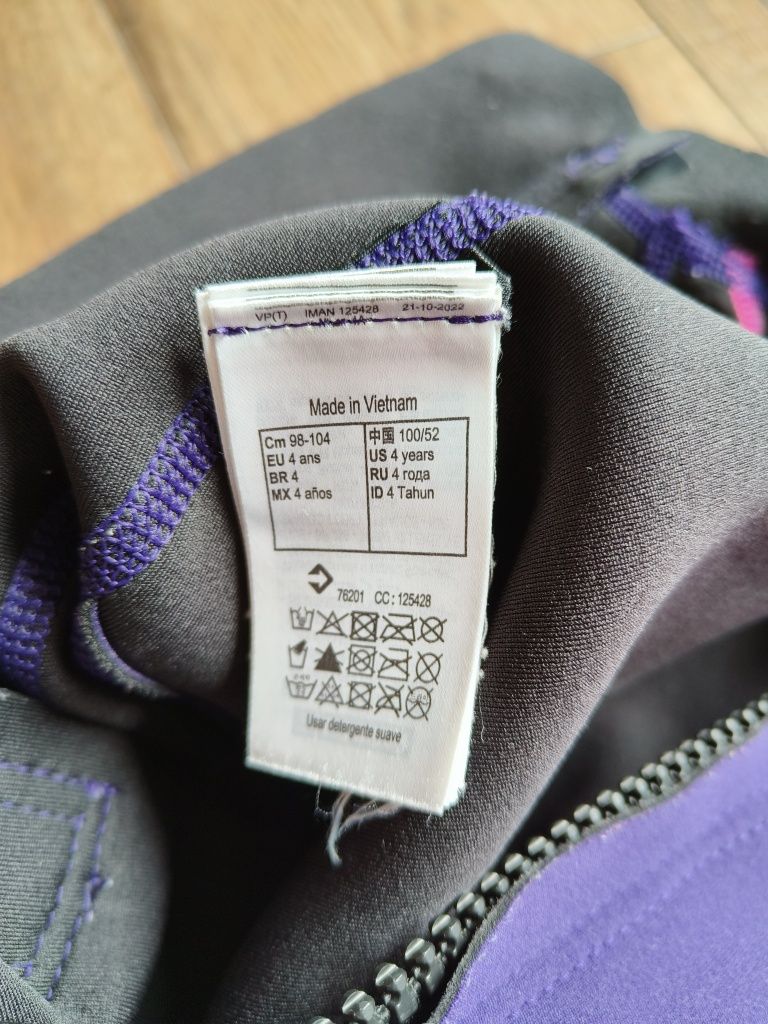 VP(T) IMAN 125428 21-10-2022
Made in Vietnam
Cm 98-104
EU 4 ans
BR 4
MX 4 años
中国 100/52
US 4 years
RU 4 года
ID 4 Tahun
76201 CC: 125428
Usar detergente suave